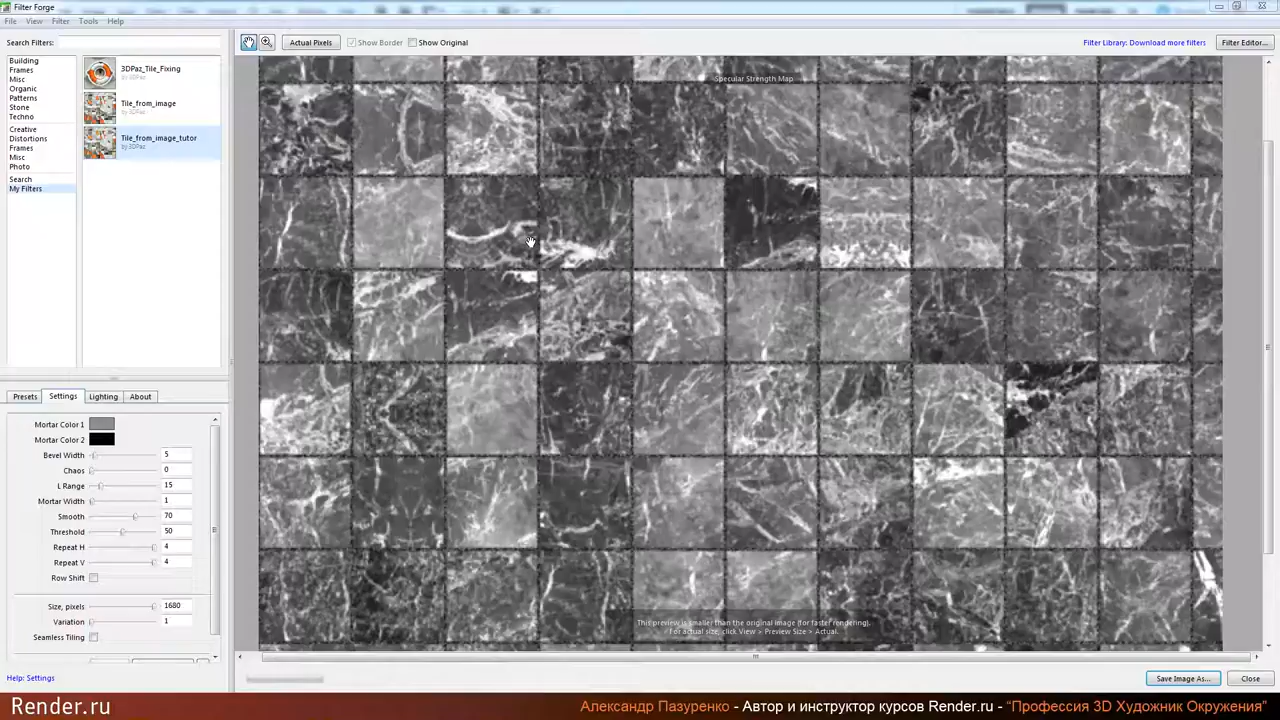 Filter Forge
File View Filter Tools Help
Search Filters:
Actual Pixels
Show Border
Show Original
Filter Library: Download more filters
Filter Editor...
Building
Frames
Misc
Organic
Patterns
Stone
Techno
Creative
Distortions
Frames
Misc
Photo
Search
My Filters
3DPaz_Tile_Fixing
by 3DPaz
Tile_from_image
by 3DPaz
Tile_from_image_tutor
by 3DPaz
Specular Strength Map
Presets Settings Lighting About
Mortar Color 1
Mortar Color 2
Bevel Width 5
Chaos 0
L Range 15
Mortar Width 1
Smooth 70
Threshold 50
Repeat H 4
Repeat V 4
Row Shift
Size, pixels 1680
Variation 1
Seamless Tiling
This preview is smaller than the original image (for faster rendering).
For actual size, click View > Preview Size > Actual.
Help: Settings
Save Image As...
Close
Render.ru
Александр Пазуренко - Автор и инструктор курсов Render.ru - “Профессия 3D Художник Окружения”